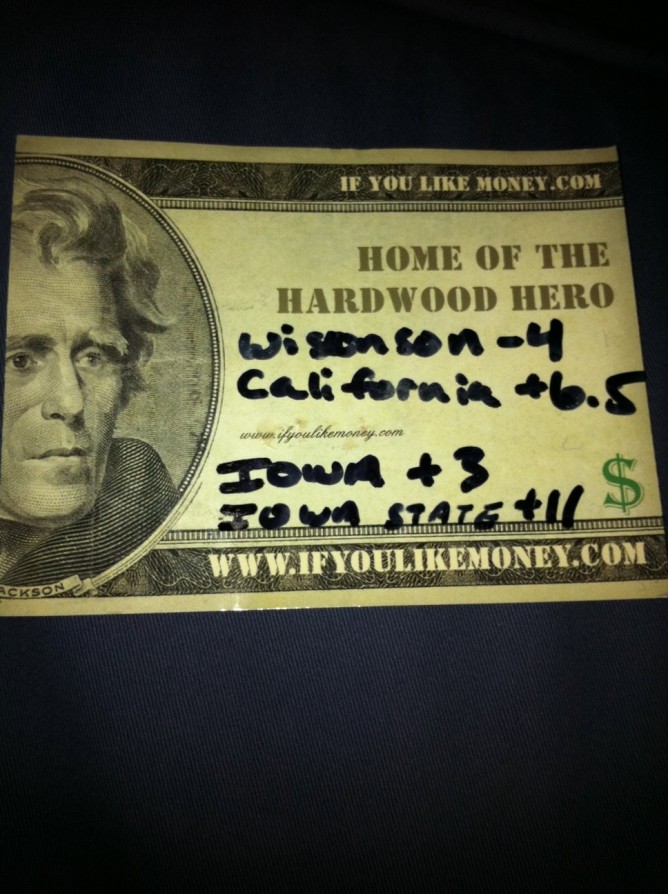 IF YOU LIKE MONEY.COM
HOME OF THE
HARDWOOD HERO
wisonson -4
California +6.5
www.ifyoulikemoney.com
IOWA +3
IOWA STATE +11
$
WWW.IFYOULIKEMONEY.COM
ACKSON